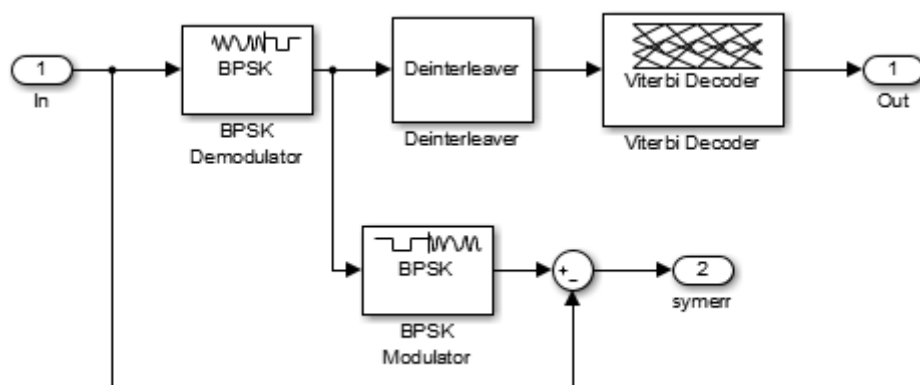 1
In
BPSK
BPSK
Demodulator
Deinterleaver
Deinterleaver
Viterbi Decoder
Viterbi Decoder
1
Out
BPSK
BPSK
Modulator
+
-
2
symerr